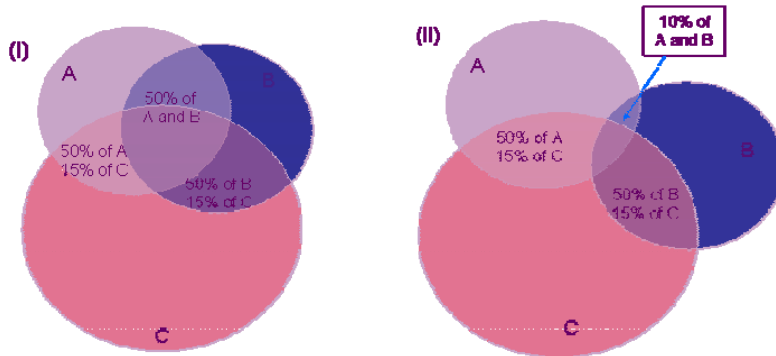 (I)
A
B
50% of
A and B
50% of A
15% of C
50% of B
15% of C
C
(II)
10% of
A and B
A
B
50% of A
15% of C
50% of B
15% of C
C